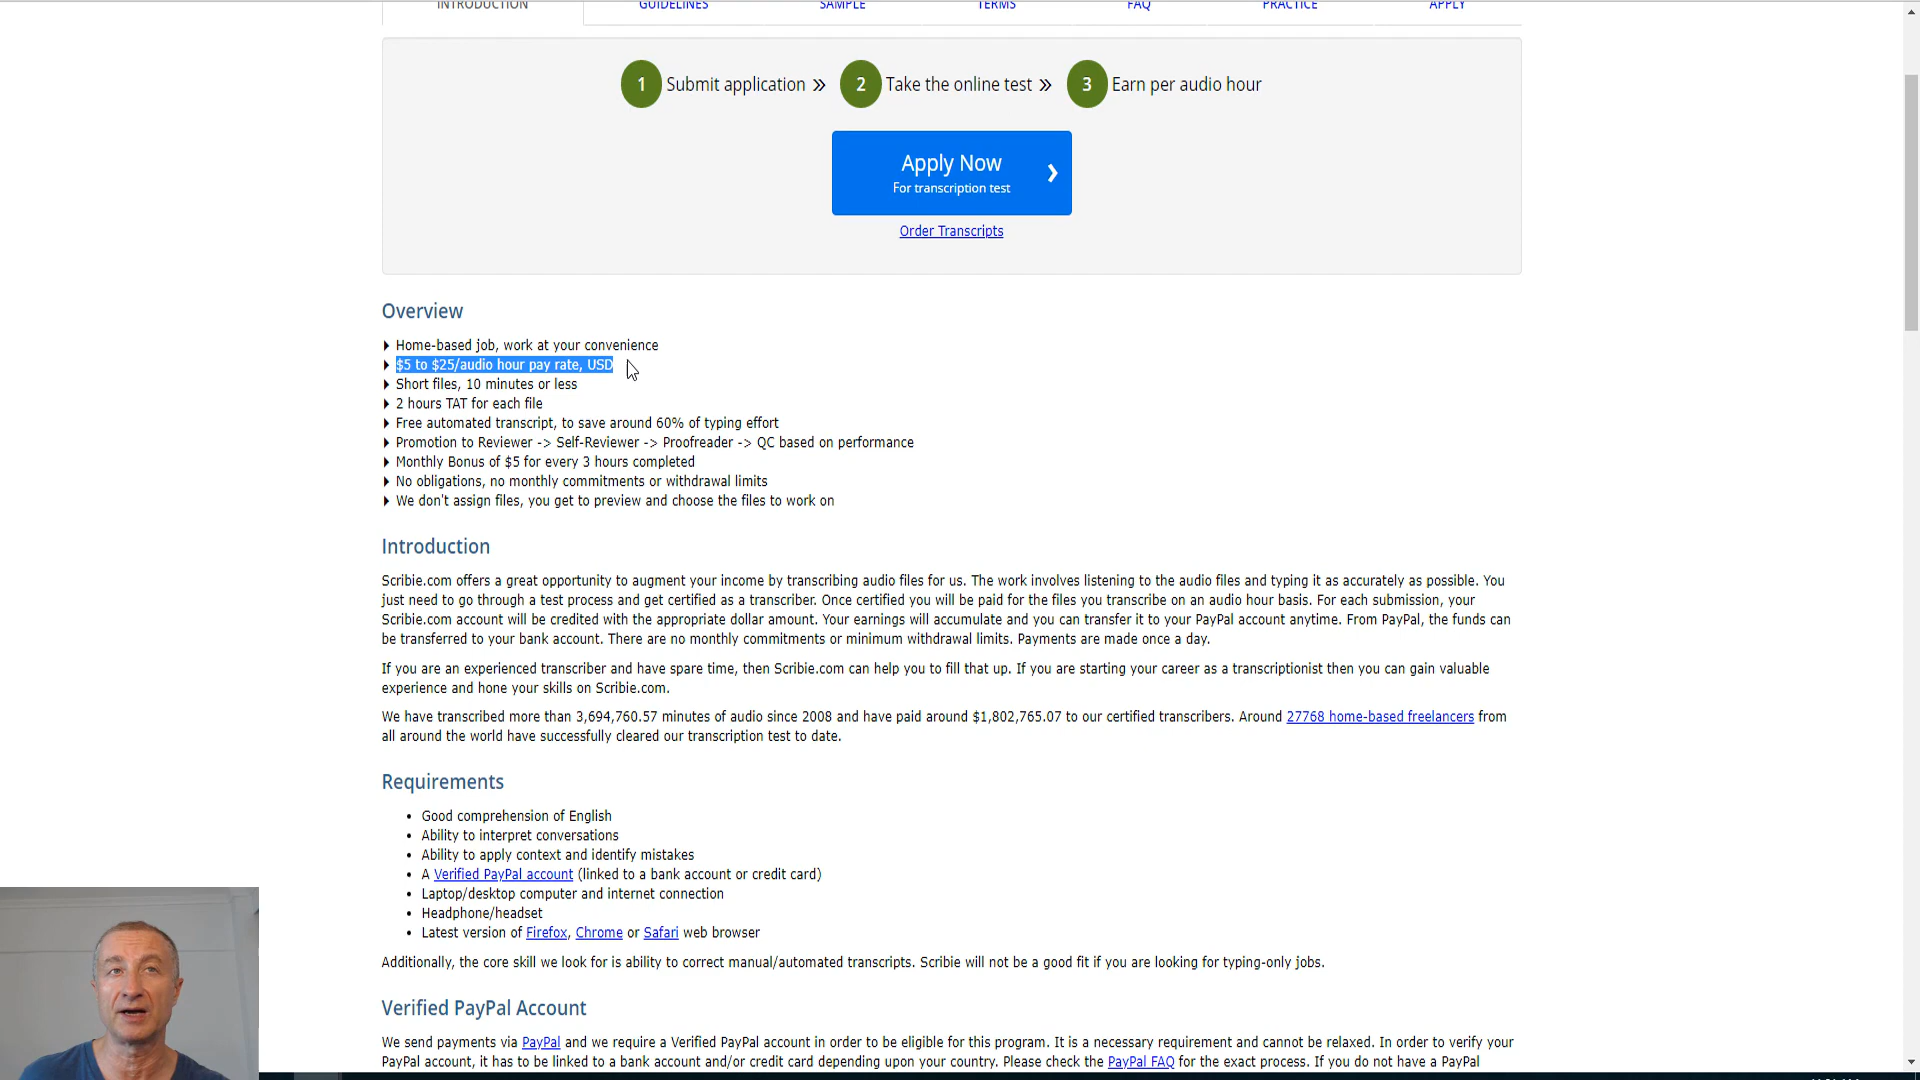 INTRODUCTION
GUIDELINES
SAMPLE
TERMS
FAQ
PRACTICE
APPLY
1 Submit application » 2 Take the online test » 3 Earn per audio hour
Apply Now
For transcription test
Order Transcripts
Overview
Home-based job, work at your convenience
$5 to $25/audio hour pay rate, USD
Short files, 10 minutes or less
2 hours TAT for each file
Free automated transcript, to save around 60% of typing effort
Promotion to Reviewer -> Self-Reviewer -> Proofreader -> QC based on performance
Monthly Bonus of $5 for every 3 hours completed
No obligations, no monthly commitments or withdrawal limits
We don't assign files, you get to preview and choose the files to work on
Introduction
Scribie.com offers a great opportunity to augment your income by transcribing audio files for us. The work involves listening to the audio files and typing it as accurately as possible. You
just need to go through a test process and get certified as a transcriber. Once certified you will be paid for the files you transcribe on an audio hour basis. For each submission, your
Scribie.com account will be credited with the appropriate dollar amount. Your earnings will accumulate and you can transfer it to your PayPal account anytime. From PayPal, the funds can
be transferred to your bank account. There are no monthly commitments or minimum withdrawal limits. Payments are made once a day.
If you are an experienced transcriber and have spare time, then Scribie.com can help you to fill that up. If you are starting your career as a transcriptionist then you can gain valuable
experience and hone your skills on Scribie.com.
We have transcribed more than 3,694,760.57 minutes of audio since 2008 and have paid around $1,802,765.07 to our certified transcribers. Around 27768 home-based freelancers from
all around the world have successfully cleared our transcription test to date.
Requirements
• Good comprehension of English
• Ability to interpret conversations
• Ability to apply context and identify mistakes
• A Verified PayPal account (linked to a bank account or credit card)
• Laptop/desktop computer and internet connection
• Headphone/headset
• Latest version of Firefox, Chrome or Safari web browser
Additionally, the core skill we look for is ability to correct manual/automated transcripts. Scribie will not be a good fit if you are looking for typing-only jobs.
Verified PayPal Account
We send payments via PayPal and we require a Verified PayPal account in order to be eligible for this program. It is a necessary requirement and cannot be relaxed. In order to verify your
PayPal account, it has to be linked to a bank account and/or credit card depending upon your country. Please check the PayPal FAQ for the exact process. If you do not have a PayPal